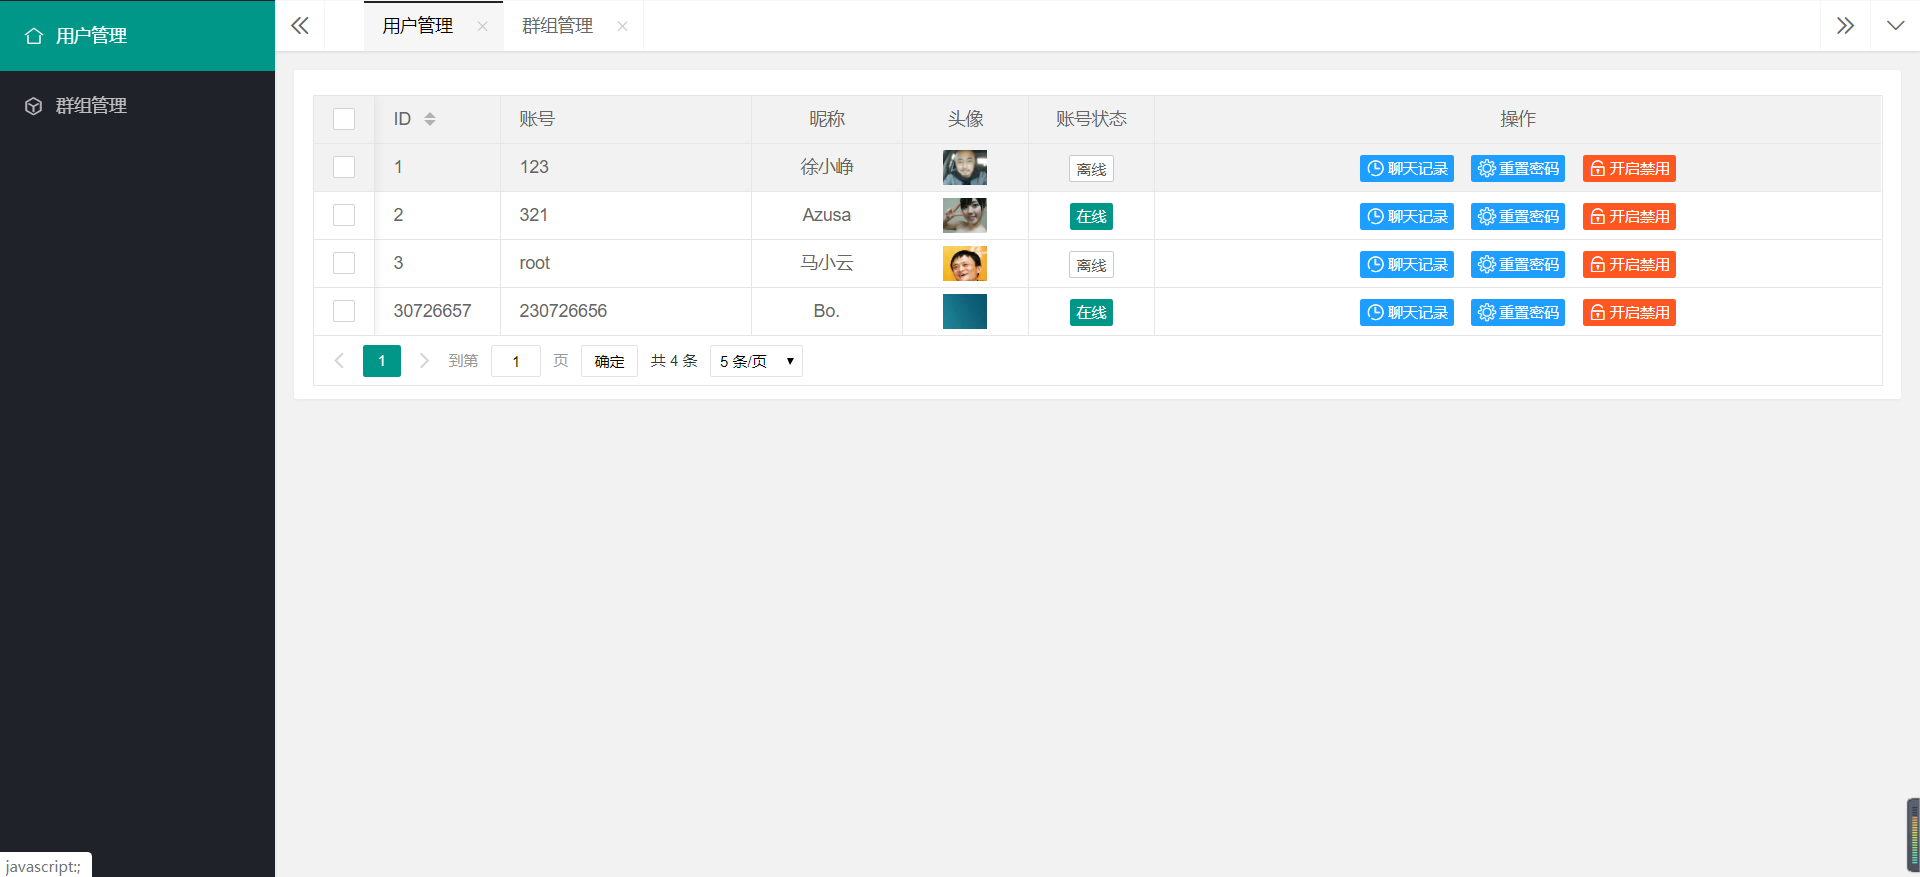 用户管理
群组管理
用户管理 群组管理
ID 账号 昵称 头像 账号状态 操作
1 123 徐小峥 离线 聊天记录 重置密码 开启禁用
2 321 Azusa 在线 聊天记录 重置密码 开启禁用
3 root 马小云 离线 聊天记录 重置密码 开启禁用
30726657 230726656 Bo. 在线 聊天记录 重置密码 开启禁用
1 到第 1 页 确定 共 4 条 5 条/页
javascript:;